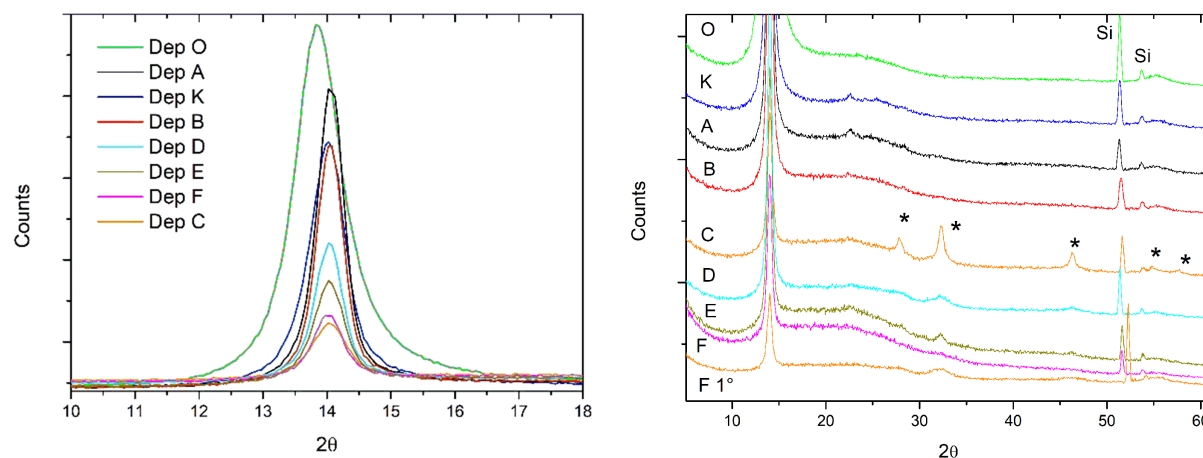 Dep O
Dep A
Dep K
Dep B
Dep D
Dep E
Dep F
Dep C
Counts
10 11 12 13 14 15 16 17 18
2θ
O
K
A
B
C
D
E
F
F 1°
Si
Si
* * * * *
Counts
10 20 30 40 50 60
2θ